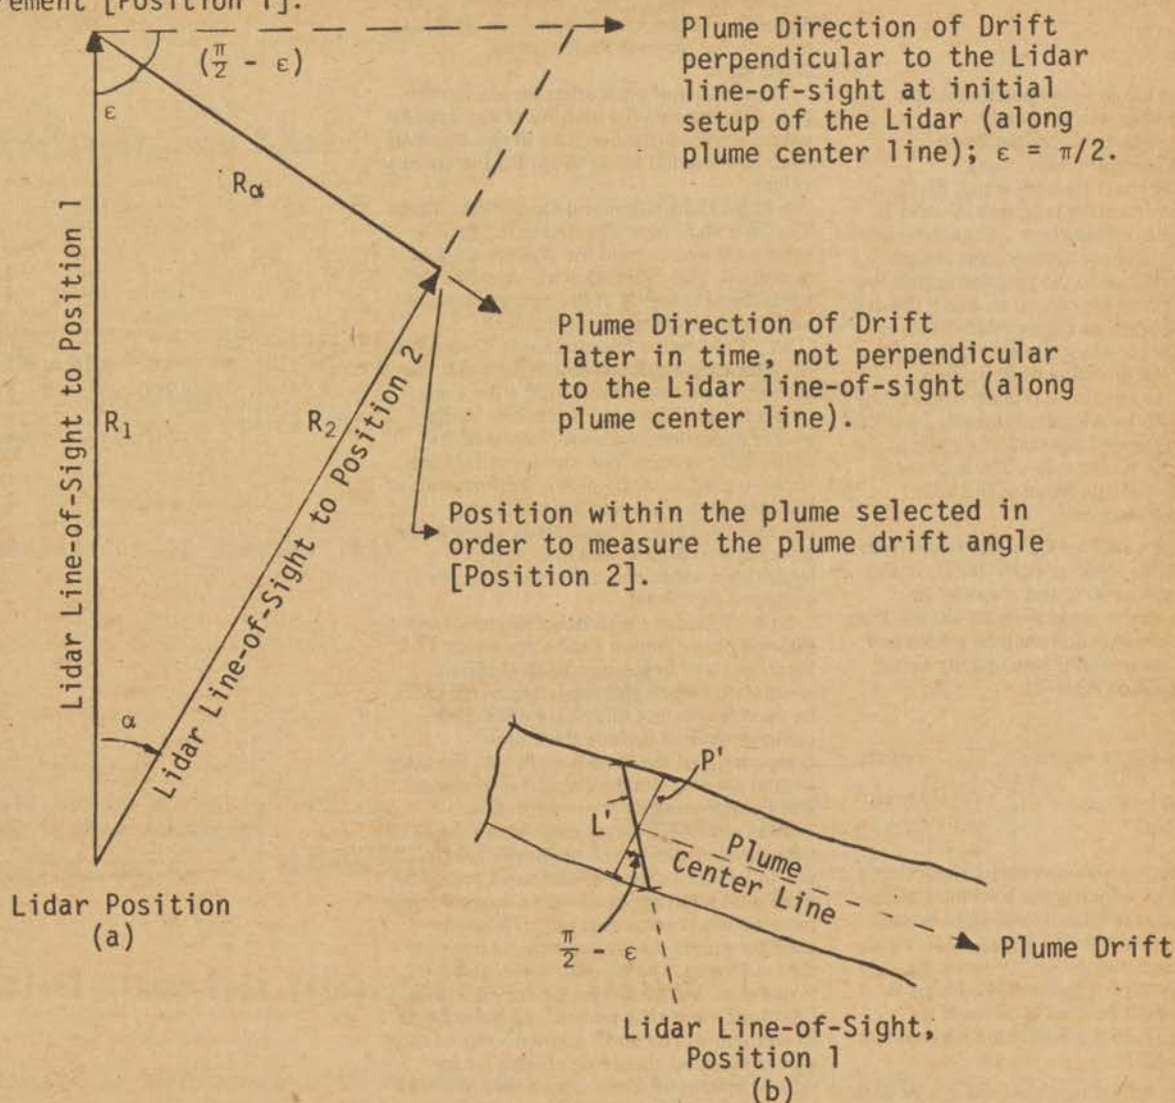 rement [Position 1].
Plume Direction of Drift
perpendicular to the Lidar
line-of-sight at initial
setup of the Lidar (along
plume center line); ε = π/2.
(π/2 - ε)
ε
Rα
Lidar Line-of-Sight to Position 1
R1
R2
Lidar Line-of-Sight to Position 2
α
Plume Direction of Drift
later in time, not perpendicular
to the Lidar line-of-sight (along
plume center line).
Position within the plume selected in
order to measure the plume drift angle
[Position 2].
Lidar Position
(a)
P'
L'
Plume
Center Line
π/2 - ε
Plume Drift
Lidar Line-of-Sight,
Position 1
(b)